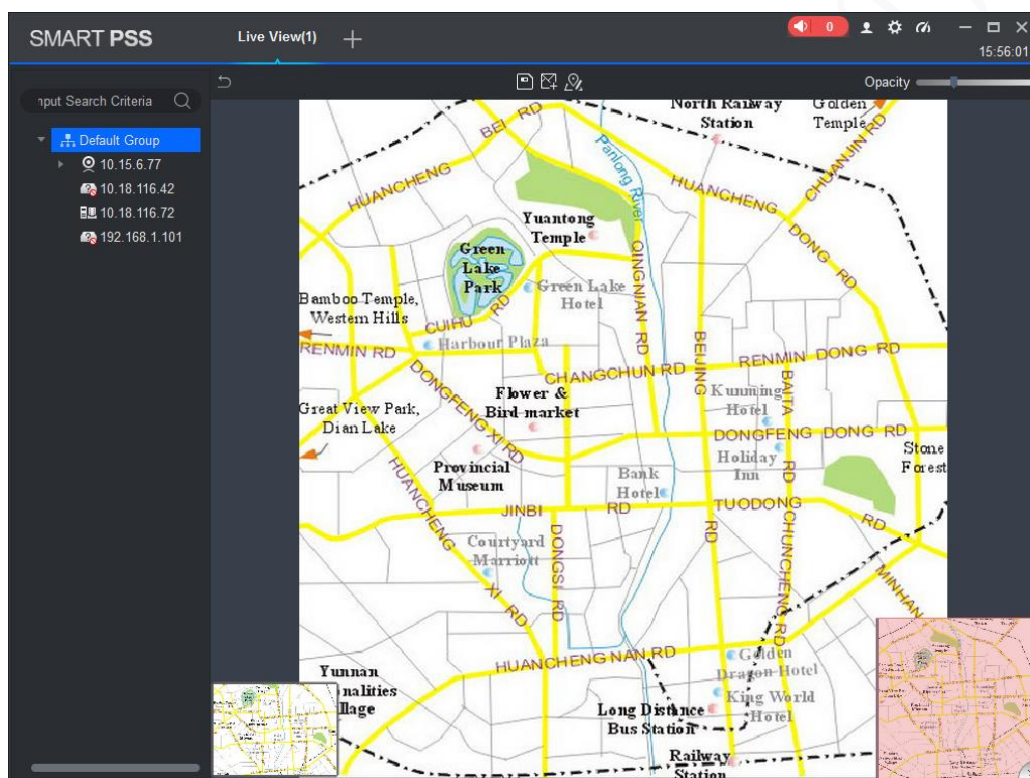 SMART PSS
Live View(1)
0
15:56:01
Opacity
nput Search Criteria
Default Group
10.15.6.77
10.18.116.42
10.18.116.72
192.168.1.101
North Railway
Station
Golden
Temple
BEI RD
HUANCHENG
Panlong River
HUANCHENG
DONG RD
CHUANJIN RD
Yuantong
Temple
Green
Lake
Park
QINGNIAN RD
Green Lake
Hotel
Bamboo Temple,
Western Hills
CUIHU RD
Harbour Plaza
RENMIN RD
BEIJING
RD
RENMIN DONG RD
CHANGCHUN RD
DONGFENG XI RD
Flower &
Bird market
Kunming
Hotel
BAITA
RD
Great View Park,
Dian Lake
DONGFENG DONG RD
Holiday
Inn
Stone
Forest
Provincial
Museum
Bank
Hotel
HUANCHENG
XI RD
JINBI RD
TUODONG
RD
DONGSI RD
CHUNCHENG RD
Courtyard
Marriott
MINHAN
HUANCHENG NAN RD
Golden
Dragon Hotel
Yunnan
nalities
llage
King World
Hotel
Long Distance
Bus Station
Railway
Station